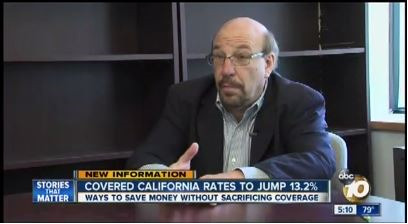 NEW INFORMATION
STORIES THAT MATTER
COVERED CALIFORNIA RATES TO JUMP 13.2%
WAYS TO SAVE MONEY WITHOUT SACRIFICING COVERAGE
abc 10
5:10 79°